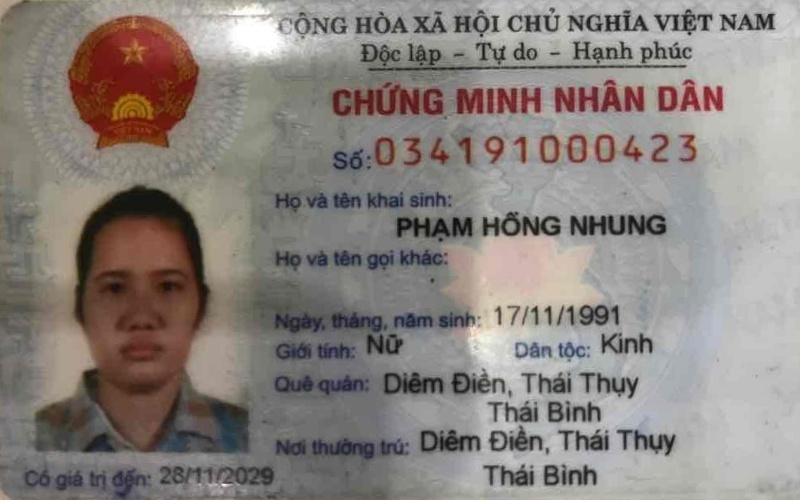 CỘNG HÒA XÃ HỘI CHỦ NGHĨA VIỆT NAM
Độc lập - Tự do - Hạnh phúc
CHỨNG MINH NHÂN DÂN
Số: 034191000423
Họ và tên khai sinh:
PHẠM HỒNG NHUNG
Họ và tên gọi khác:
Ngày, tháng, năm sinh: 17/11/1991
Giới tính: Nữ Dân tộc: Kinh
Quê quán: Diêm Điền, Thái Thụy
Thái Bình
Nơi thường trú: Diêm Điền, Thái Thụy
Thái Bình
Có giá trị đến: 28/11/2029